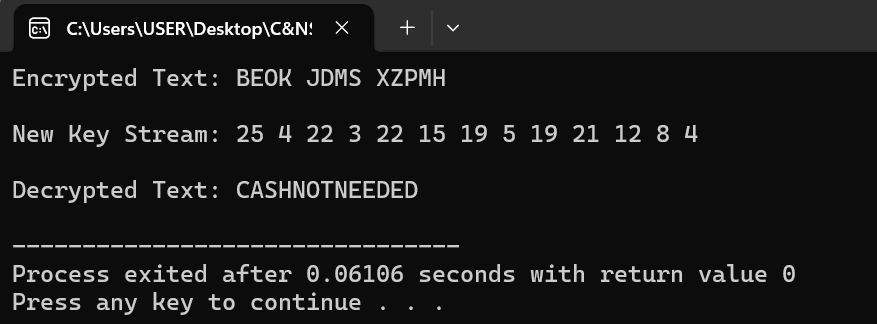 C:\Users\USER\Desktop\C&NS
Encrypted Text: BEOK JDMS XZPMH
New Key Stream: 25 4 22 3 22 15 19 5 19 21 12 8 4
Decrypted Text: CASHNOTNEEDED
--------------------------------
Process exited after 0.06106 seconds with return value 0
Press any key to continue . . .